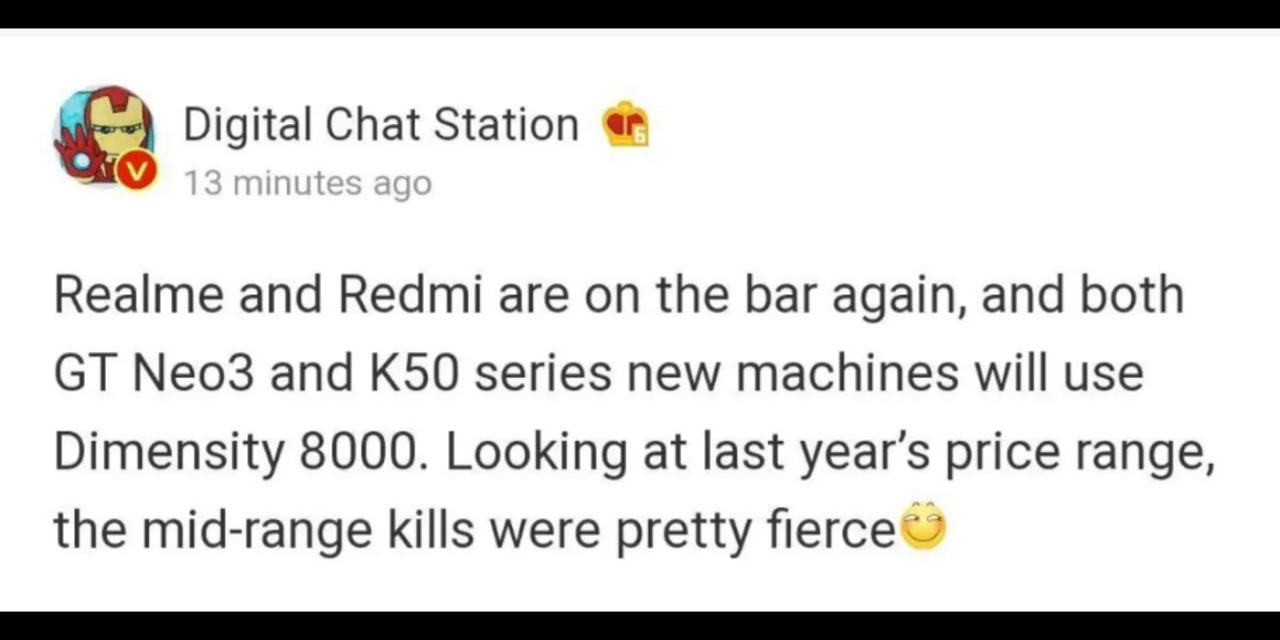 Digital Chat Station
13 minutes ago
Realme and Redmi are on the bar again, and both
GT Neo3 and K50 series new machines will use
Dimensity 8000. Looking at last year’s price range,
the mid-range kills were pretty fierce